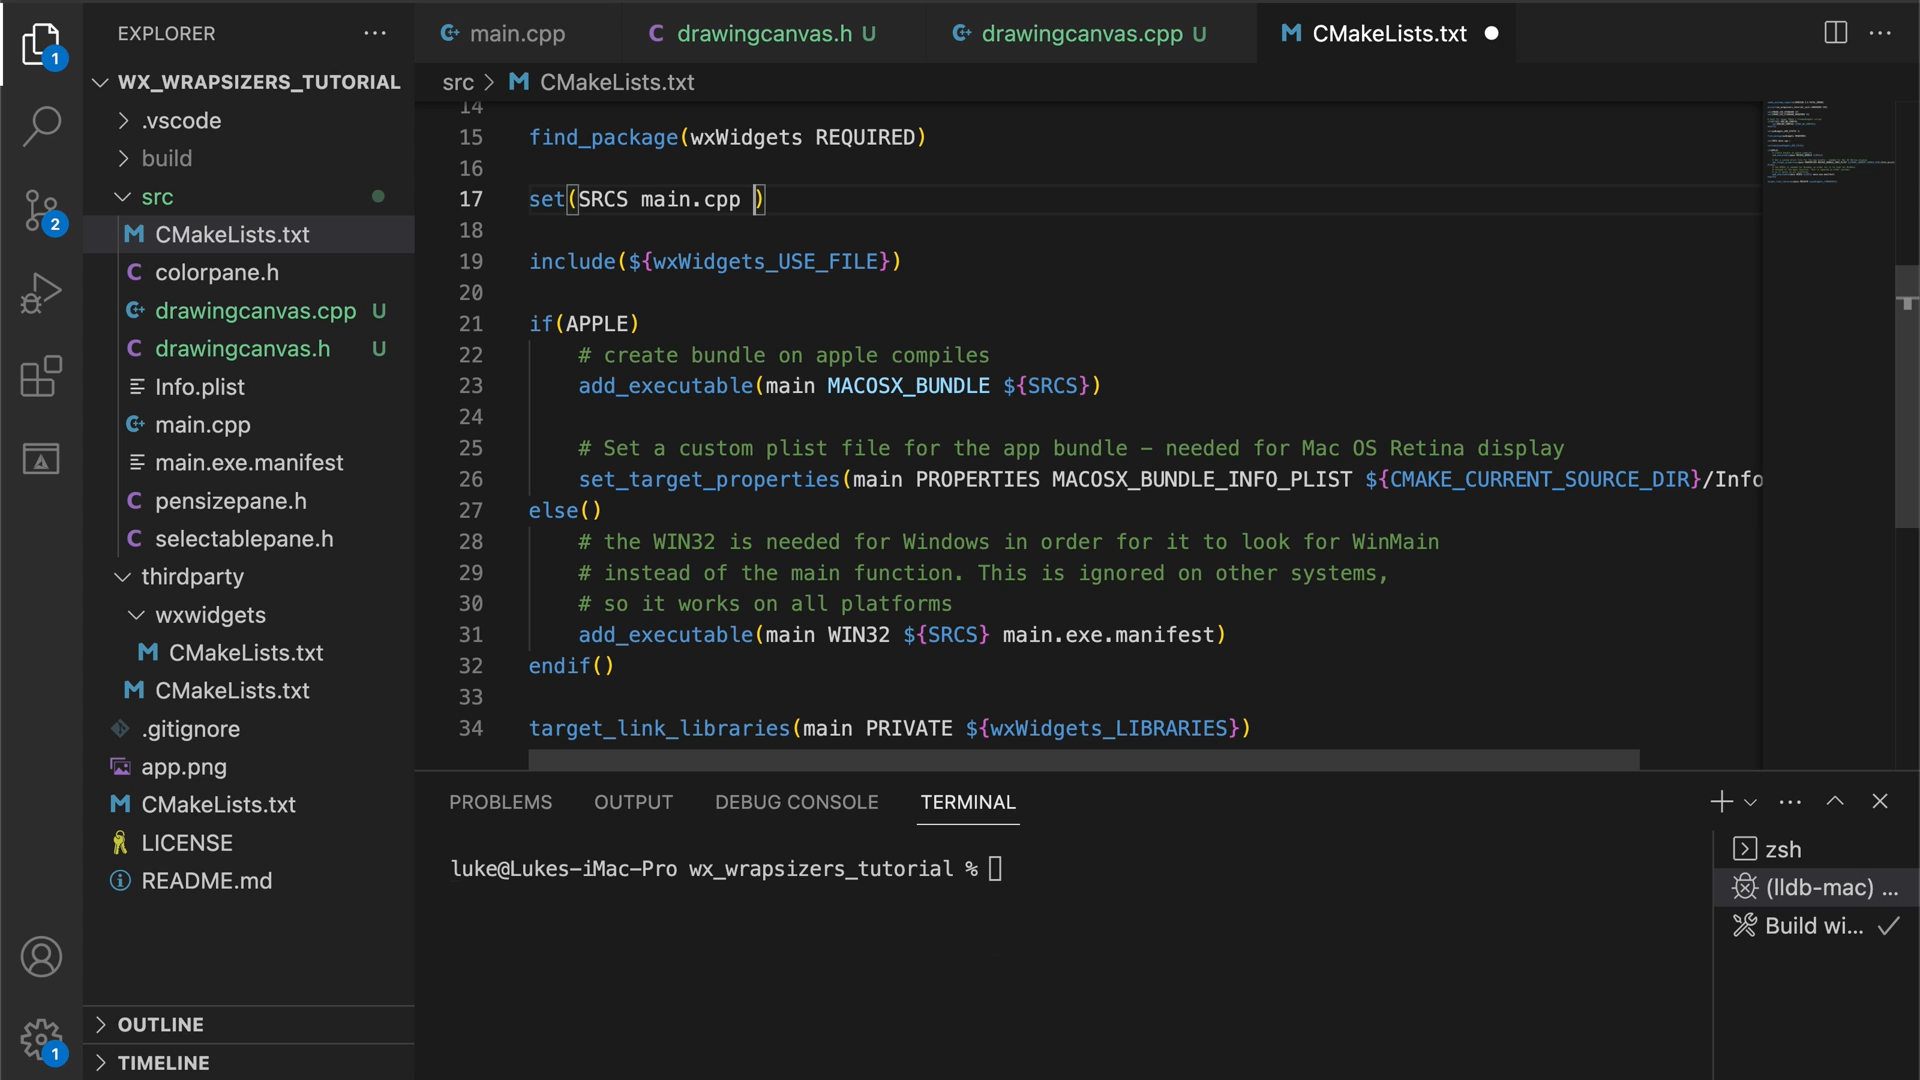 EXPLORER
main.cpp
drawingcanvas.h U
drawingcanvas.cpp U
CMakeLists.txt
WX_WRAPSIZERS_TUTORIAL
.vscode
build
src
CMakeLists.txt
colorpane.h
drawingcanvas.cpp U
drawingcanvas.h U
Info.plist
main.cpp
main.exe.manifest
pensizepane.h
selectablepane.h
thirdparty
wxwidgets
CMakeLists.txt
CMakeLists.txt
.gitignore
app.png
CMakeLists.txt
LICENSE
README.md
OUTLINE
TIMELINE
1
2
1
src > CMakeLists.txt
14
15 find_package(wxWidgets REQUIRED)
16
17 set(SRCS main.cpp )
18
19 include(${wxWidgets_USE_FILE})
20
21 if(APPLE)
22 # create bundle on apple compiles
23 add_executable(main MACOSX_BUNDLE ${SRCS})
24
25 # Set a custom plist file for the app bundle – needed for Mac OS Retina display
26 set_target_properties(main PROPERTIES MACOSX_BUNDLE_INFO_PLIST ${CMAKE_CURRENT_SOURCE_DIR}/Info
27 else()
28 # the WIN32 is needed for Windows in order for it to look for WinMain
29 # instead of the main function. This is ignored on other systems,
30 # so it works on all platforms
31 add_executable(main WIN32 ${SRCS} main.exe.manifest)
32 endif()
33
34 target_link_libraries(main PRIVATE ${wxWidgets_LIBRARIES})
PROBLEMS OUTPUT DEBUG CONSOLE TERMINAL
luke@Lukes-iMac-Pro wx_wrapsizers_tutorial %
zsh
(lldb-mac) ...
Build wi...